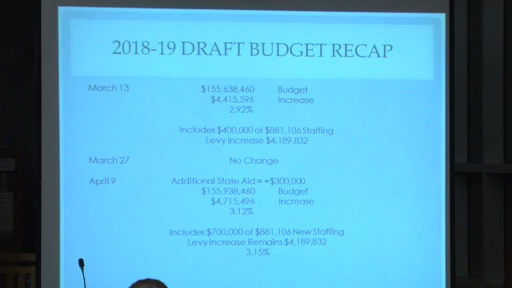 2018-19 DRAFT BUDGET RECAP
March 13 $155,638,460 Budget
$4,415,596 Increase
2.92%
Includes $400,000 of $881,106 Staffing
Levy Increase $4,189,832
March 27 No Change
April 9 Additional State Aid = +$300,000
$155,938,460 Budget
$4,715,496 Increase
3.12%
Includes $700,000 of $881,106 New Staffing
Levy Increase Remains $4,189,832
3.15%